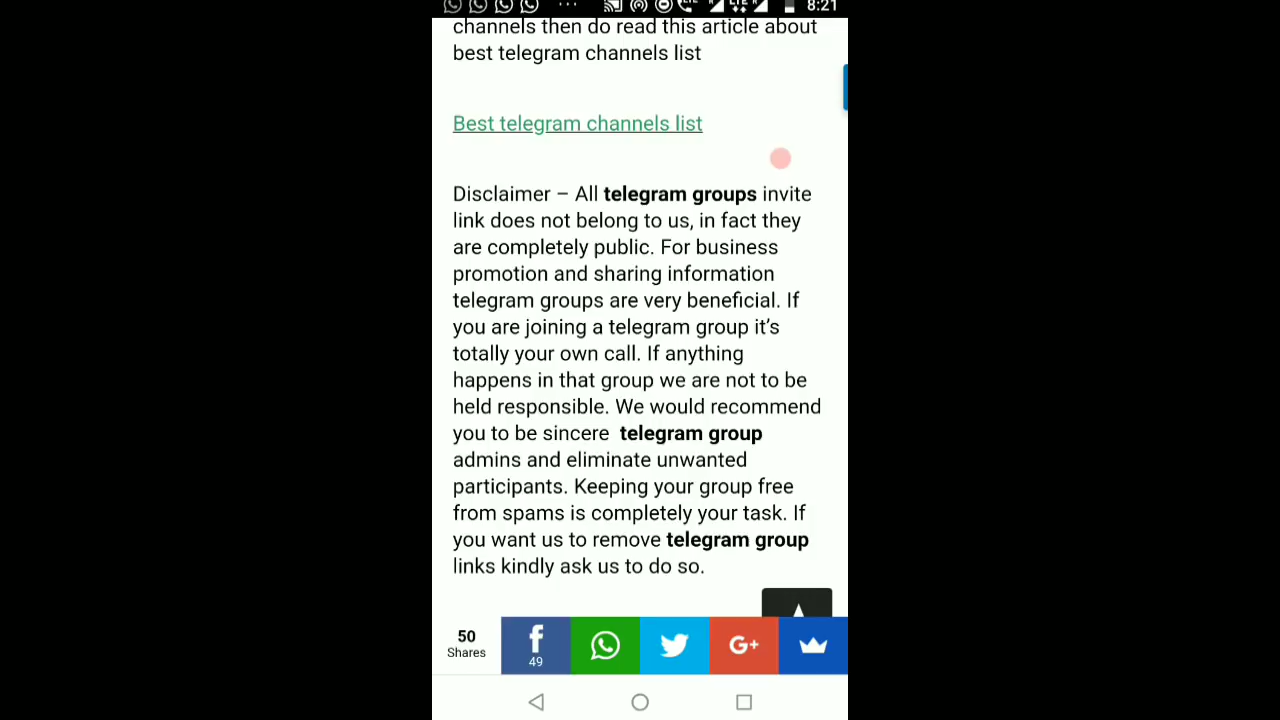 8:21
channels then do read this article about
best telegram channels list
Best telegram channels list
Disclaimer – All telegram groups invite
link does not belong to us, in fact they
are completely public. For business
promotion and sharing information
telegram groups are very beneficial. If
you are joining a telegram group it’s
totally your own call. If anything
happens in that group we are not to be
held responsible. We would recommend
you to be sincere telegram group
admins and eliminate unwanted
participants. Keeping your group free
from spams is completely your task. If
you want us to remove telegram group
links kindly ask us to do so.
50
Shares
f
49
G+